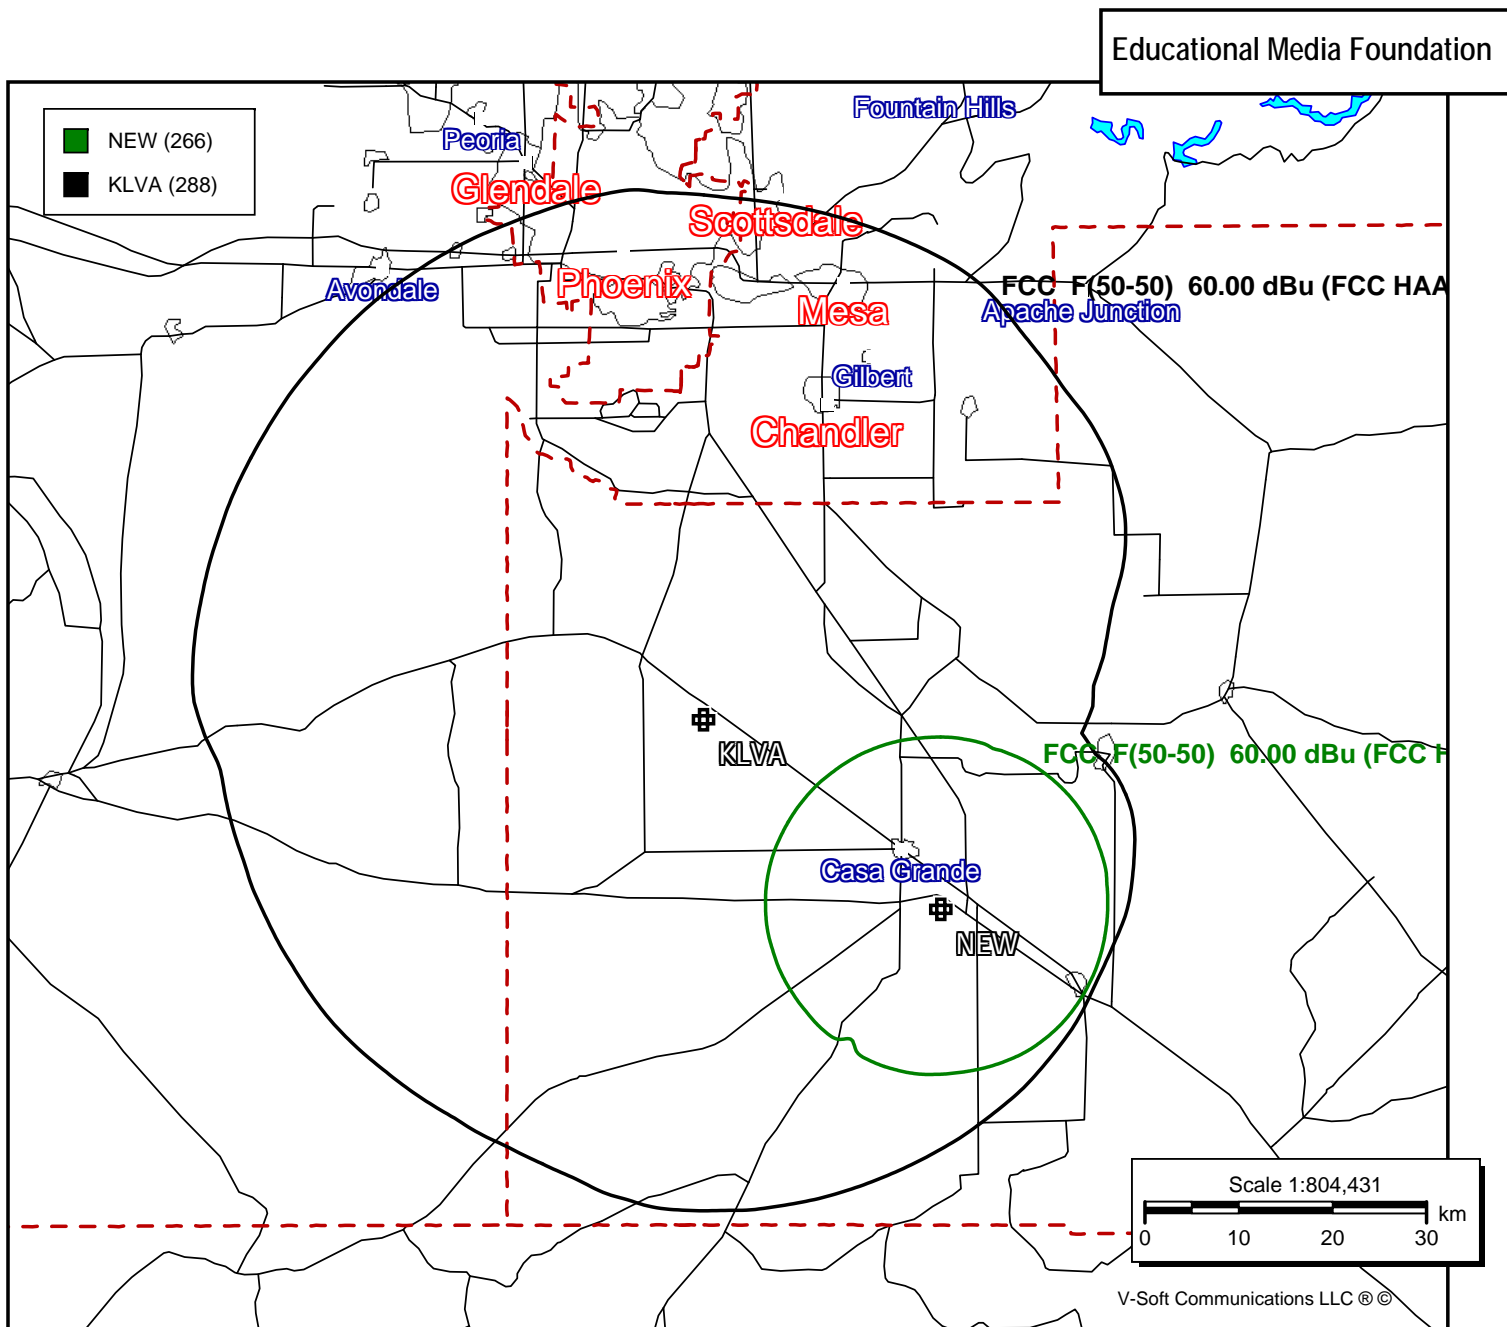 Educational Media Foundation
NEW (266)
KLVA (288)
Fountain Hills
Peoria
Glendale
Scottsdale
Phoenix
Avondale
Mesa
FCC F(50-50) 60.00 dBu (FCC HAA
Apache Junction
Gilbert
Chandler
KLVA
FCC F(50-50) 60.00 dBu (FCC H
Casa Grande
NEW
Scale 1:804,431
km
0 10 20 30
V-Soft Communications LLC ® ©